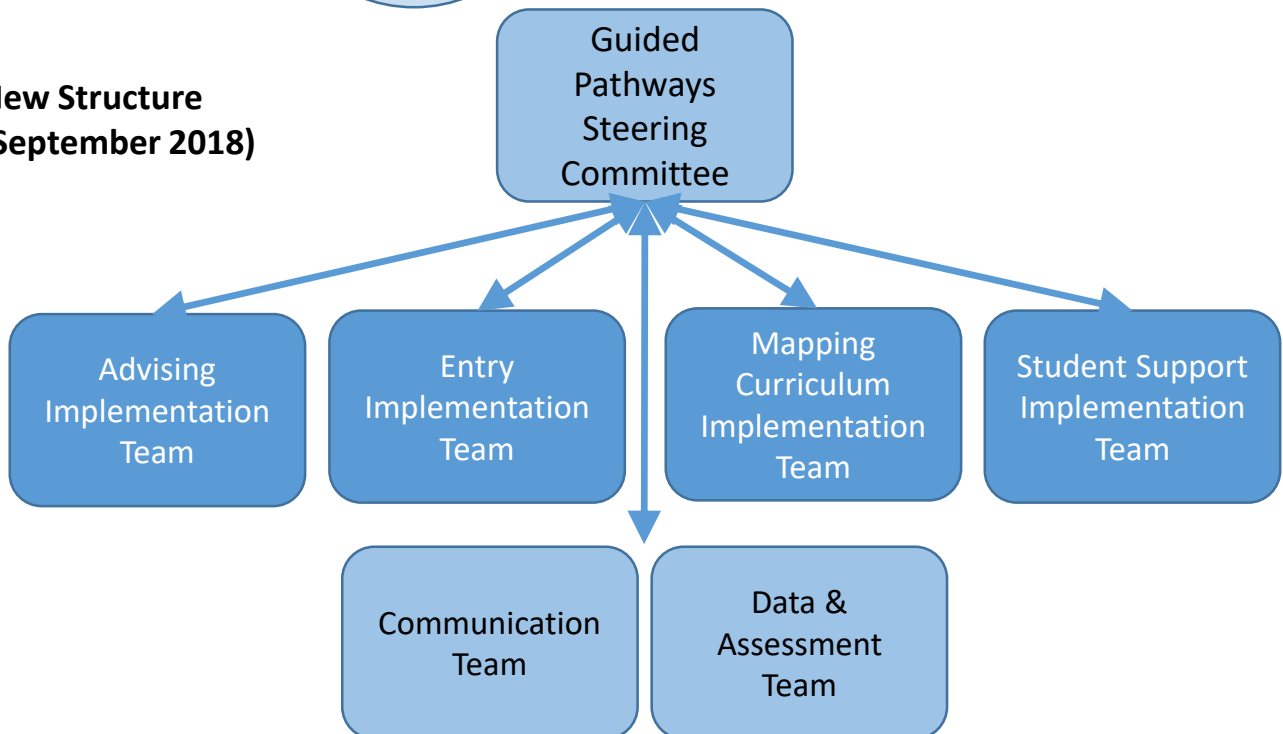 Guided
Pathways
Steering
Committee
ew Structure
September 2018)
Advising
Implementation
Team
Entry
Implementation
Team
Mapping
Curriculum
Implementation
Team
Student Support
Implementation
Team
Communication
Team
Data &
Assessment
Team